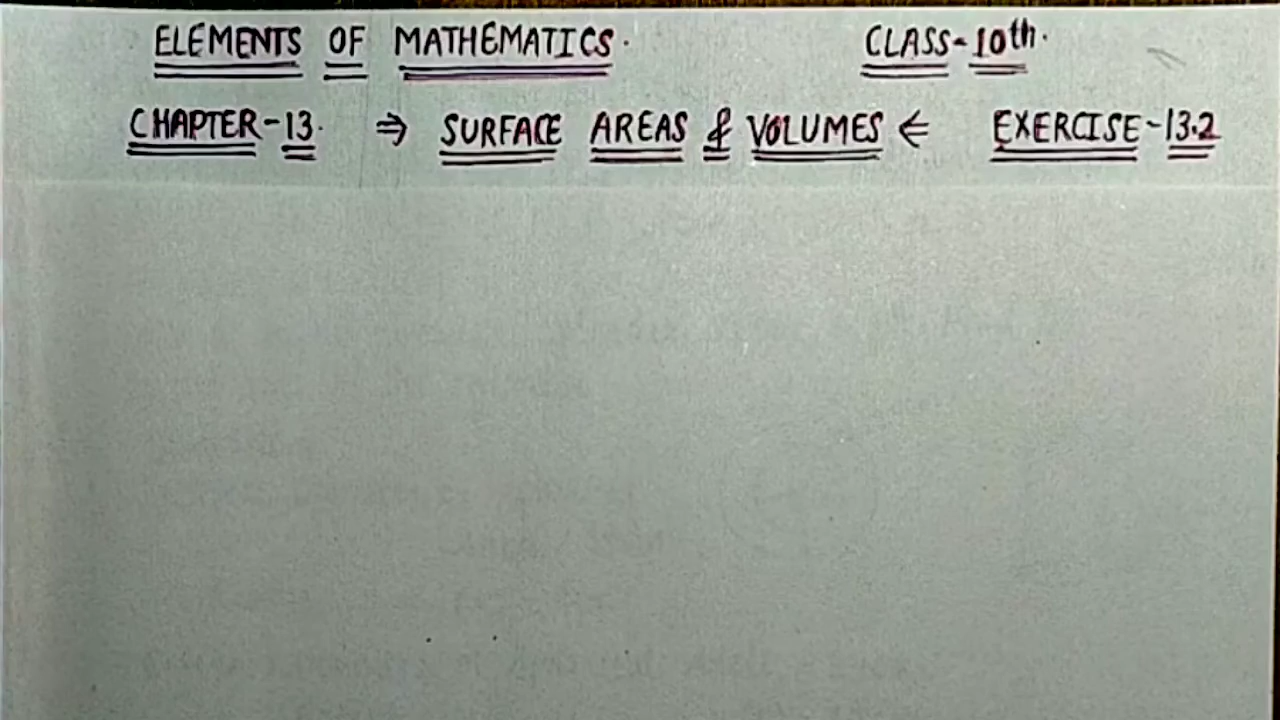 ELEMENTS OF MATHEMATICS. CLASS-10th.
CHAPTER-13. ⇒ SURFACE AREAS & VOLUMES ⇐ EXERCISE-13.2